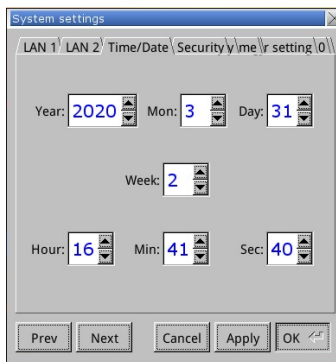 System settings
LAN 1 LAN 2 Time/Date Security
Year: 2020 Mon: 3 Day: 31
Week: 2
Hour: 16 Min: 41 Sec: 40
Prev Next Cancel Apply OK